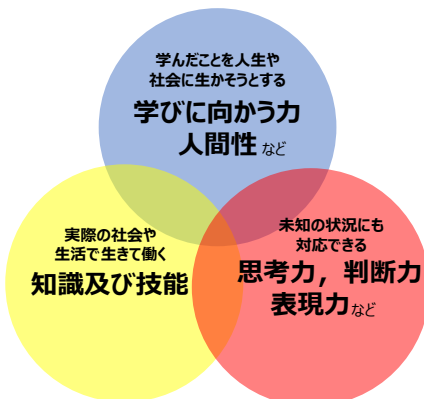 学んだことを人生や
社会に生かそうとする
学びに向かう力
人間性 など
実際の社会や
生活で生きて働く
知識及び技能
未知の状況にも
対応できる
思考力，判断力
表現力など